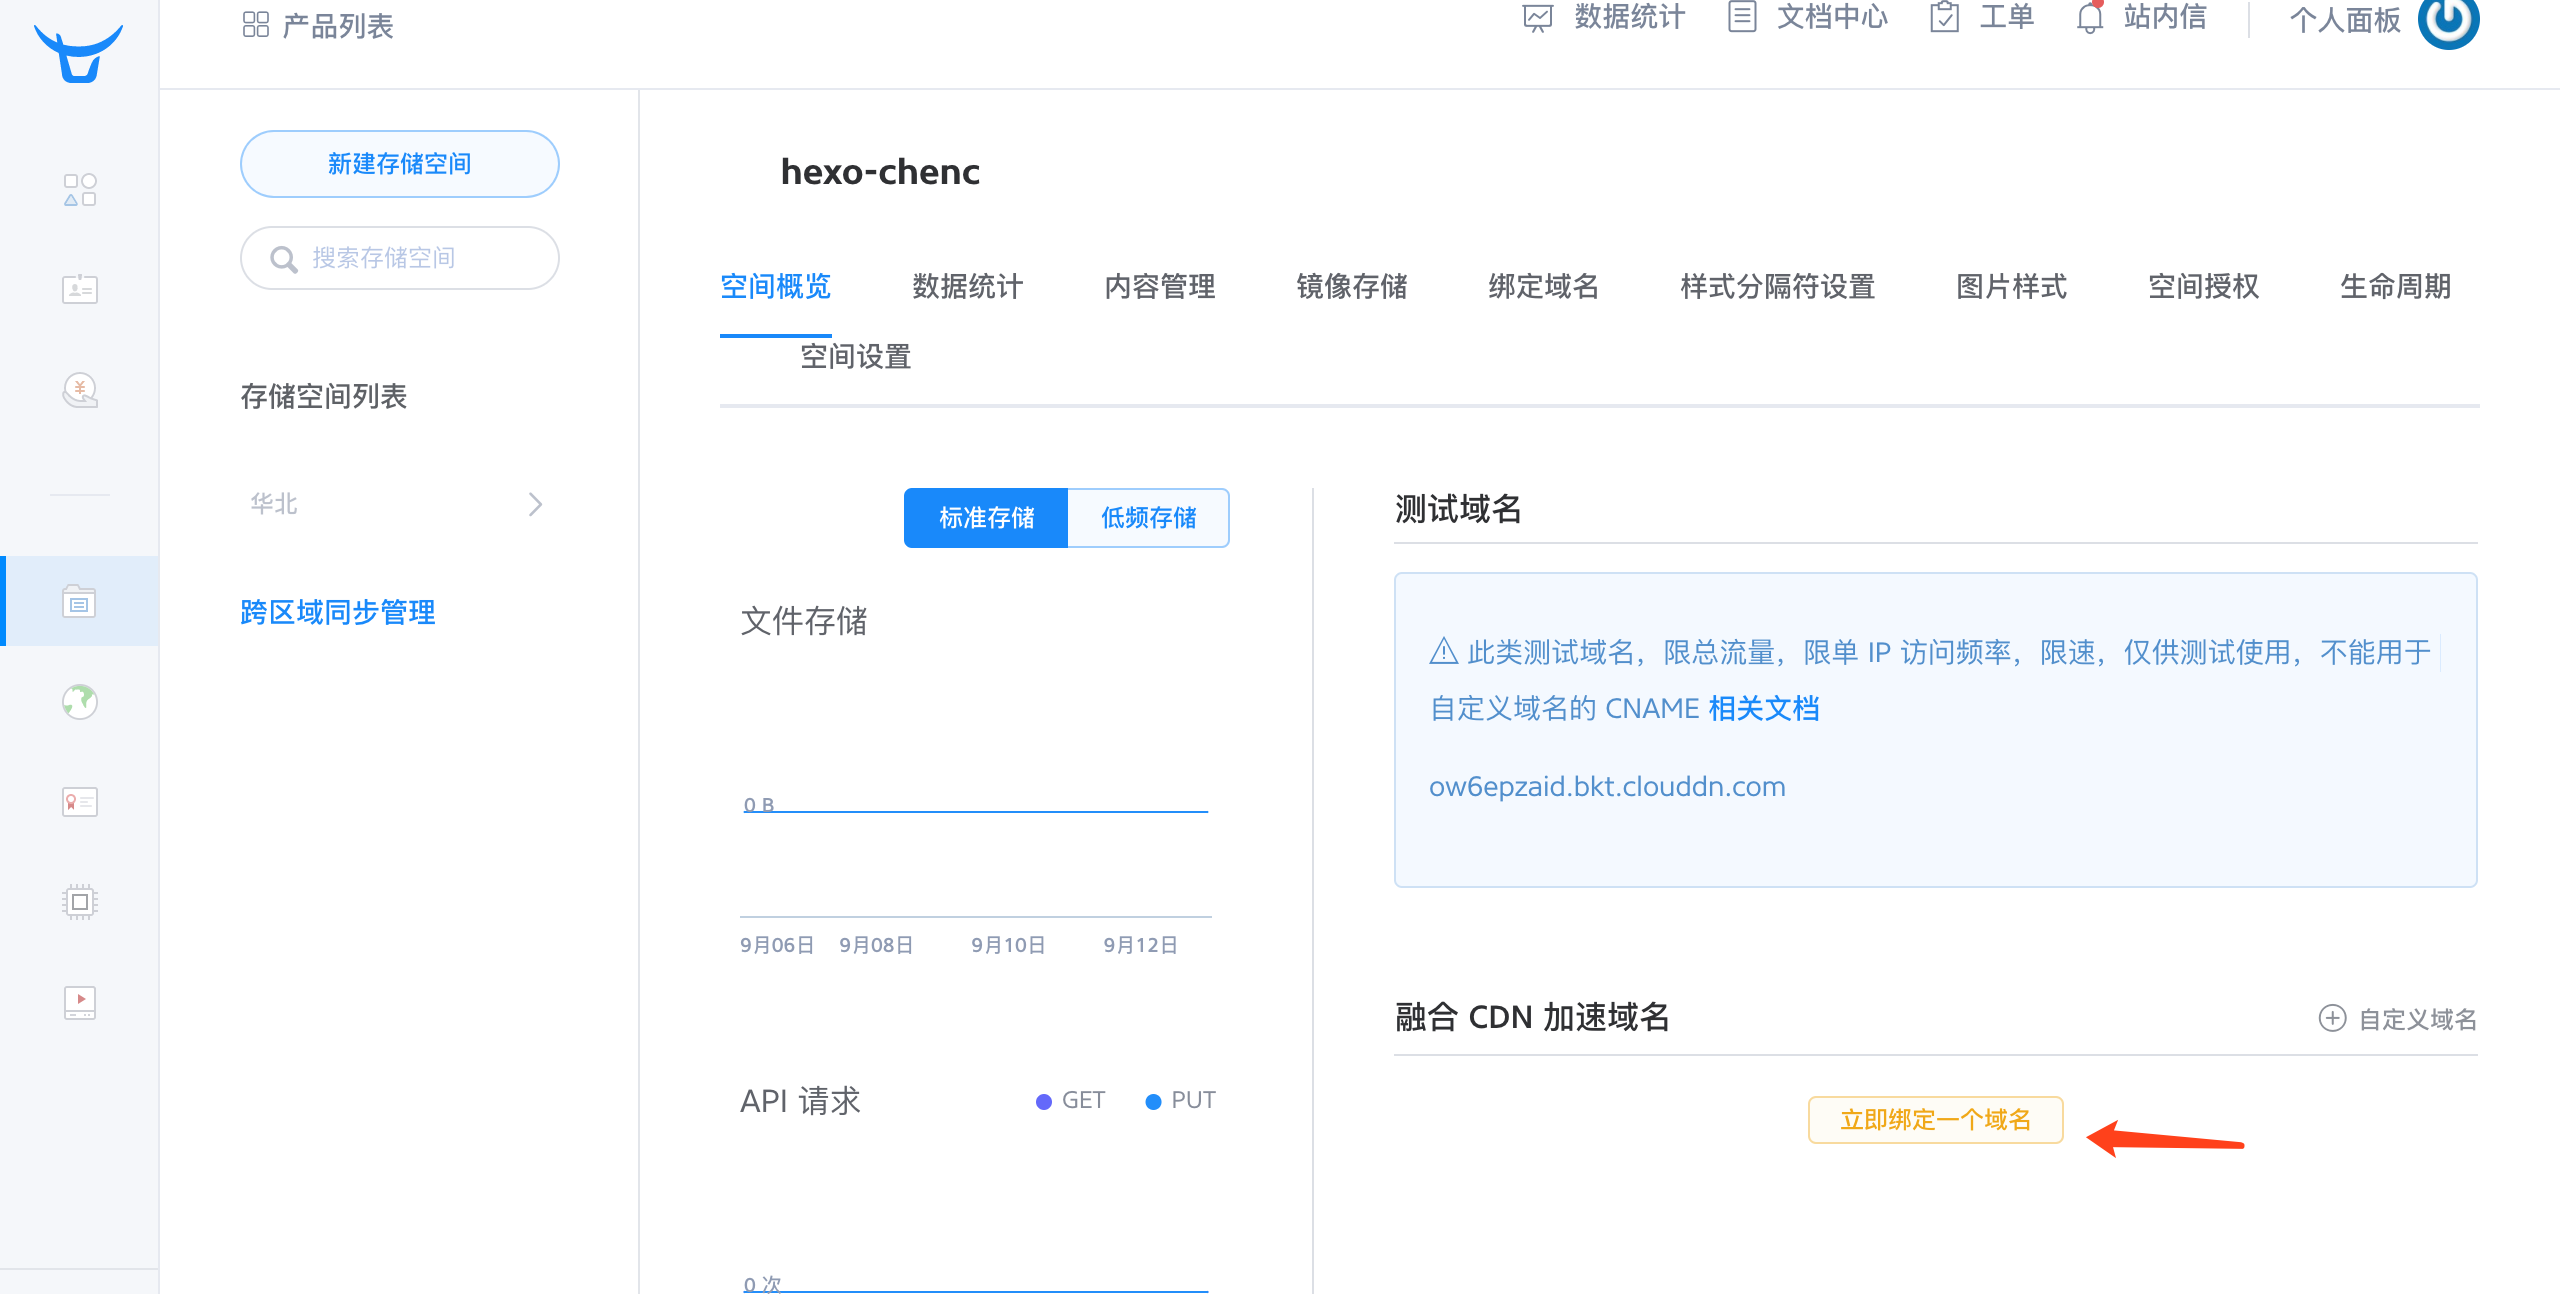 产品列表
数据统计
文档中心
工单
站内信
个人面板
新建存储空间
搜索存储空间
存储空间列表
华北
跨区域同步管理
hexo-chenc
空间概览
数据统计
内容管理
镜像存储
绑定域名
样式分隔符设置
图片样式
空间授权
生命周期
空间设置
标准存储
低频存储
文件存储
0 B
9月06日
9月08日
9月10日
9月12日
API 请求
GET
PUT
0 次
测试域名
此类测试域名，限总流量，限单 IP 访问频率，限速，仅供测试使用，不能用于
自定义域名的 CNAME 相关文档
ow6epzaid.bkt.clouddn.com
融合 CDN 加速域名
自定义域名
立即绑定一个域名